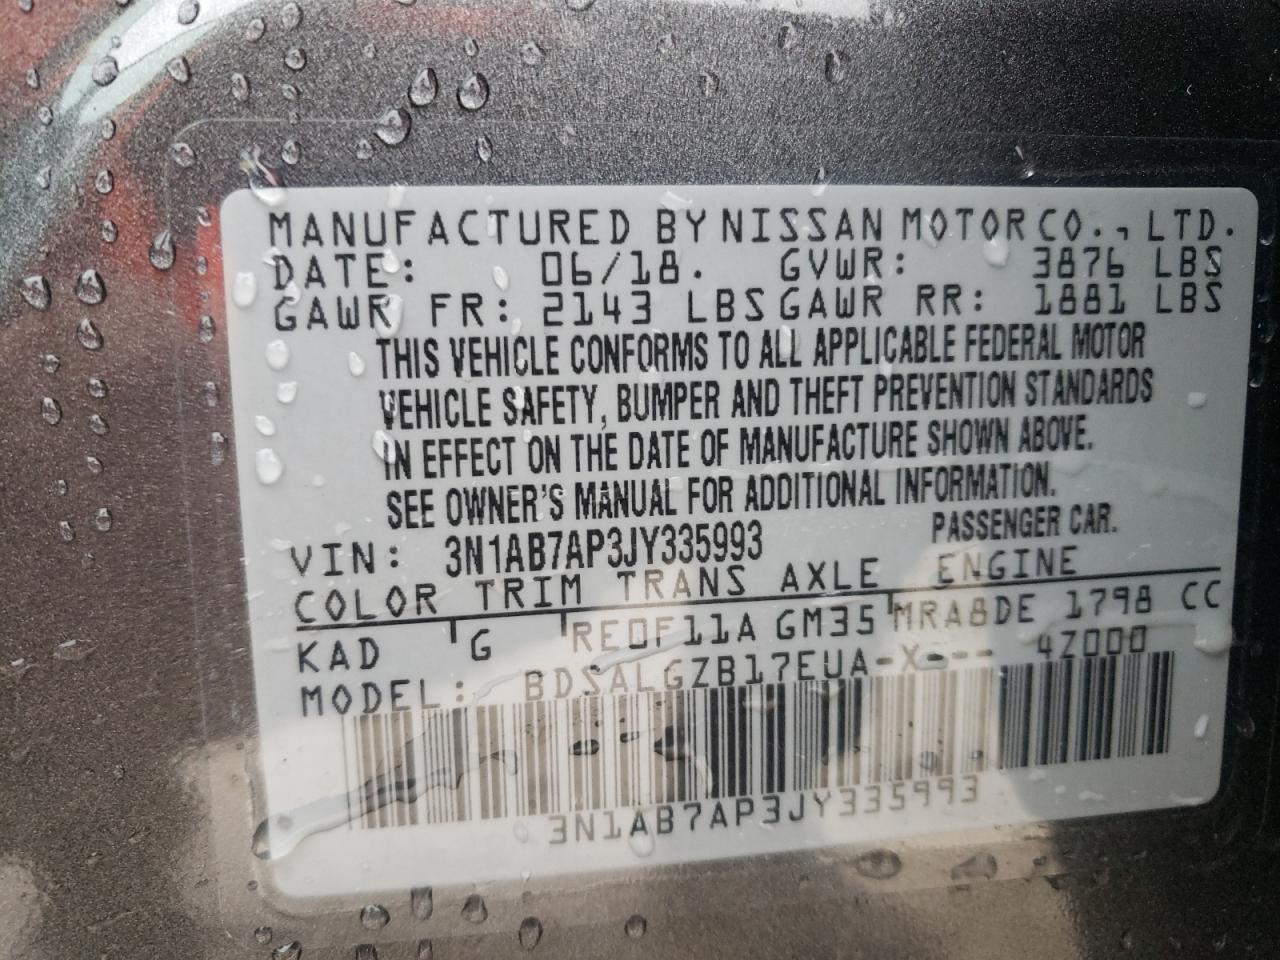 MANUFACTURED BY NISSAN MOTOR CO., LTD.
DATE: 06/18. GVWR: 3876 LBS
GAWR FR: 2143 LBS GAWR RR: 1881 LBS
THIS VEHICLE CONFORMS TO ALL APPLICABLE FEDERAL MOTOR
VEHICLE SAFETY, BUMPER AND THEFT PREVENTION STANDARDS
IN EFFECT ON THE DATE OF MANUFACTURE SHOWN ABOVE.
SEE OWNER'S MANUAL FOR ADDITIONAL INFORMATION.
VIN: 3N1AB7AP3JY335993 PASSENGER CAR.
COLOR TRIM TRANS AXLE ENGINE
KAD G RE0F11A GM35 MRA8DE 1798 CC
MODEL: BDSALGZB17EUA-X---- 4Z000
3N1AB7AP3JY335993